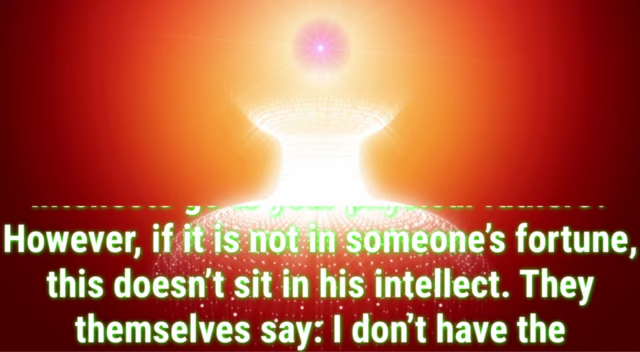 However, if it is not in someone's fortune,
this doesn't sit in his intellect. They
themselves say: I don't have the